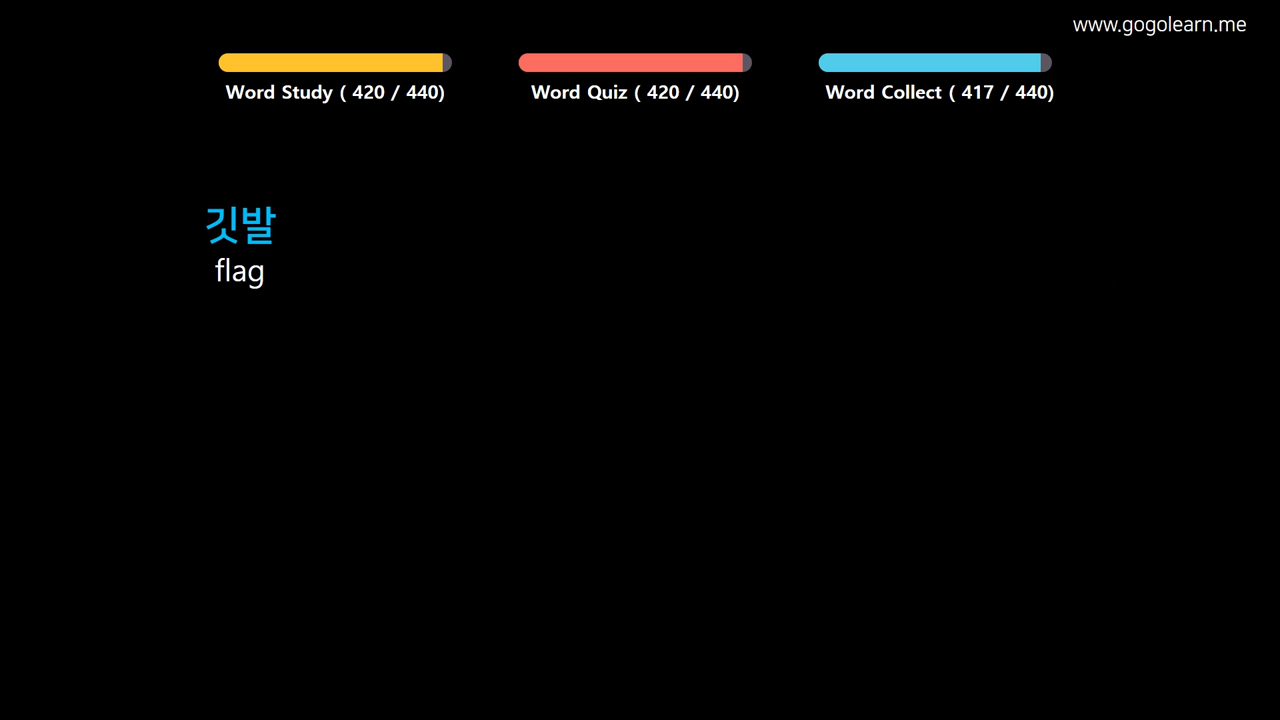 www.gogolearn.me
Word Study ( 420 / 440)
Word Quiz ( 420 / 440)
Word Collect ( 417 / 440)
깃발
flag